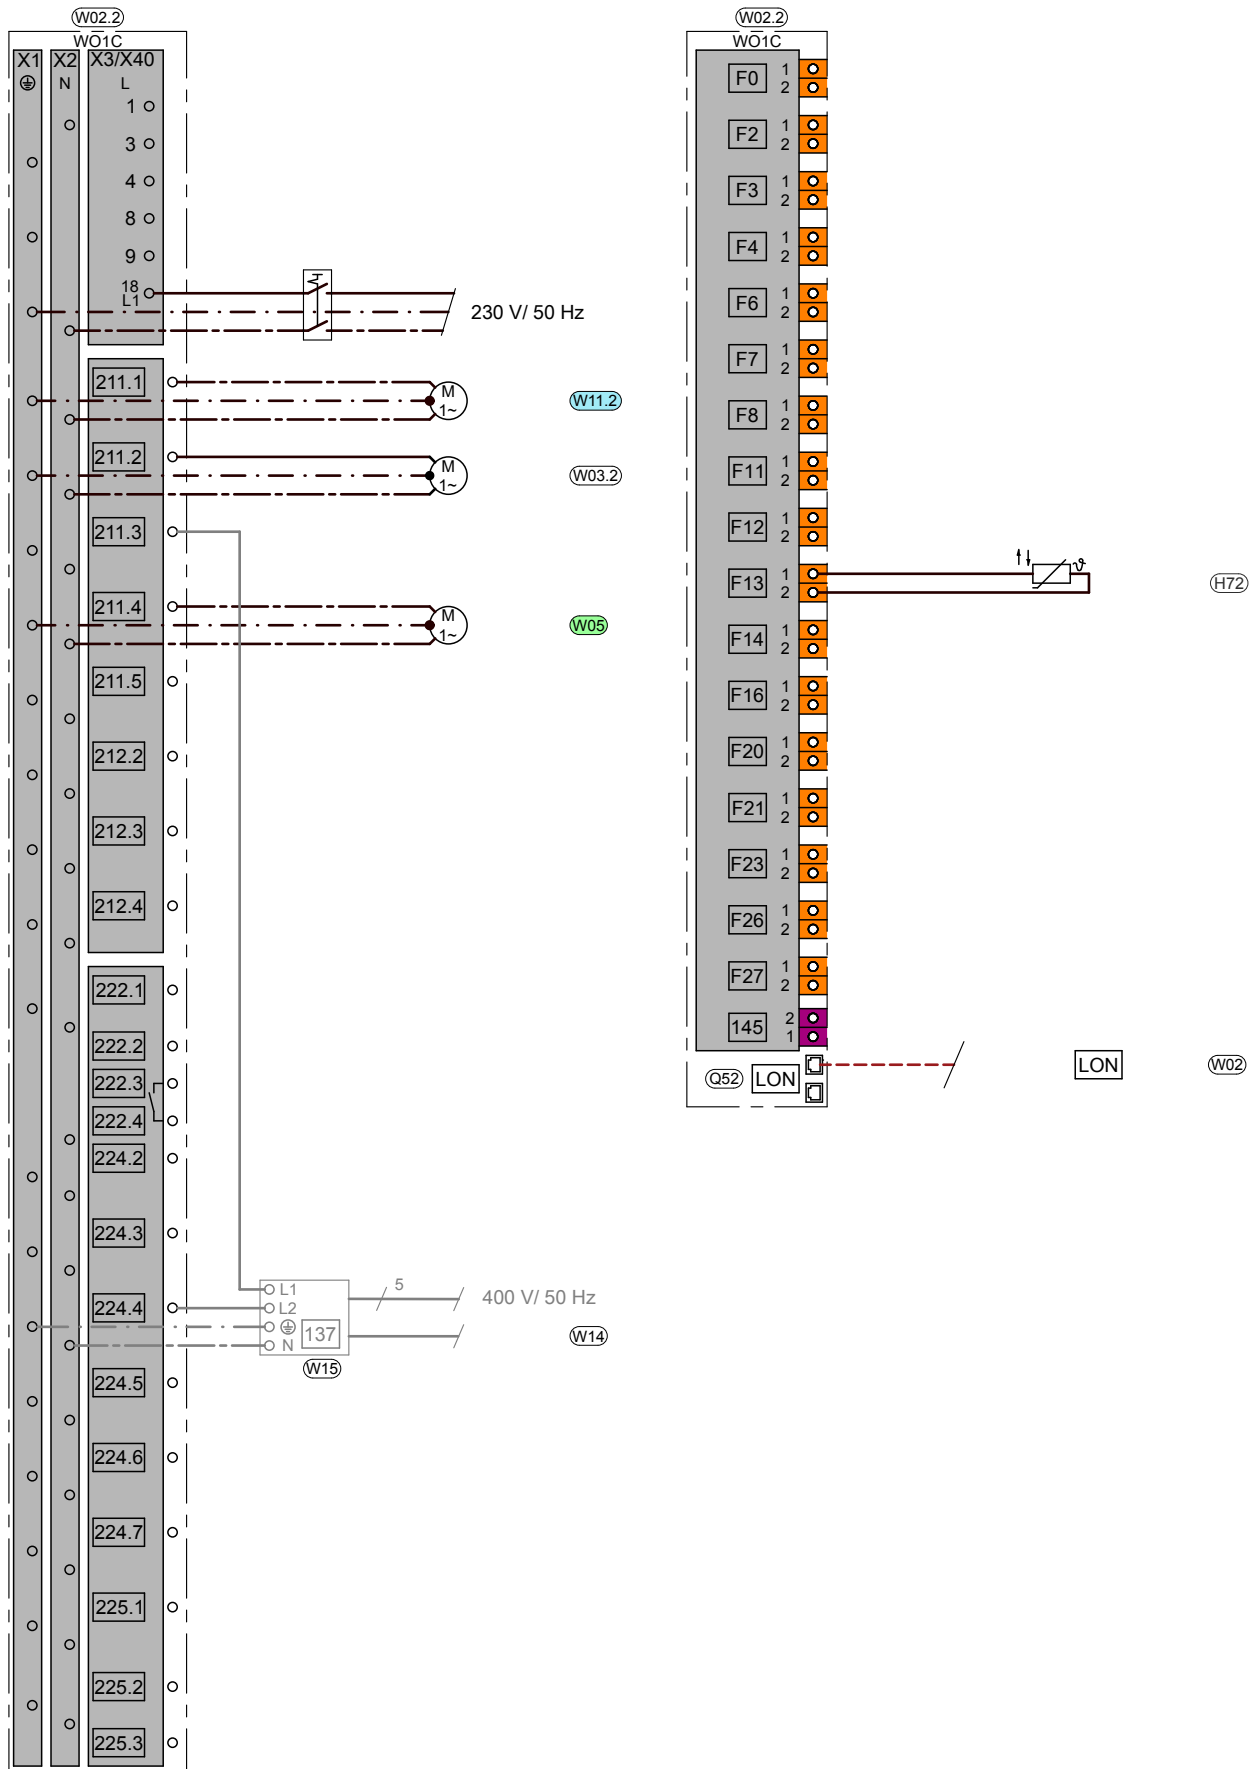 W02.2
WO1C
X1 X2 X3/X40
N L
1
3
4
8
9
18
L1
230 V/ 50 Hz
211.1
M
1~
W11.2
211.2
M
1~
W03.2
211.3
211.4
M
1~
W05
211.5
212.2
212.3
212.4
222.1
222.2
222.3
222.4
224.2
224.3
224.4
L1
L2
N
137
5
400 V/ 50 Hz
W14
W15
224.5
224.6
224.7
225.1
225.2
225.3
W02.2
WO1C
F0 1
2
F2 1
2
F3 1
2
F4 1
2
F6 1
2
F7 1
2
F8 1
2
F11 1
2
F12 1
2
F13 1
2
ϑ
H72
F14 1
2
F16 1
2
F20 1
2
F21 1
2
F23 1
2
F26 1
2
F27 1
2
145 2
1
Q52 LON
LON
W02